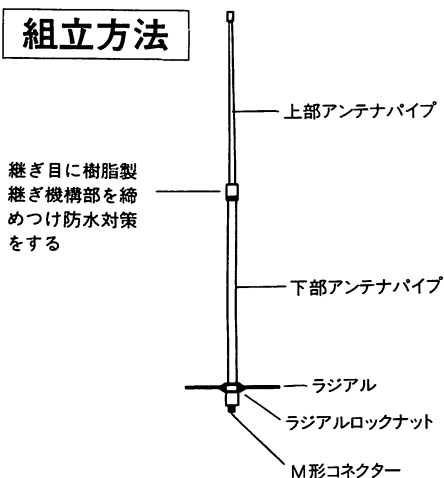 組立方法
上部アンテナパイプ
継ぎ目に樹脂製
継ぎ機構部を締
めつけ防水対策
をする
下部アンテナパイプ
ラジアル
ラジアルロックナット
M形コネクター